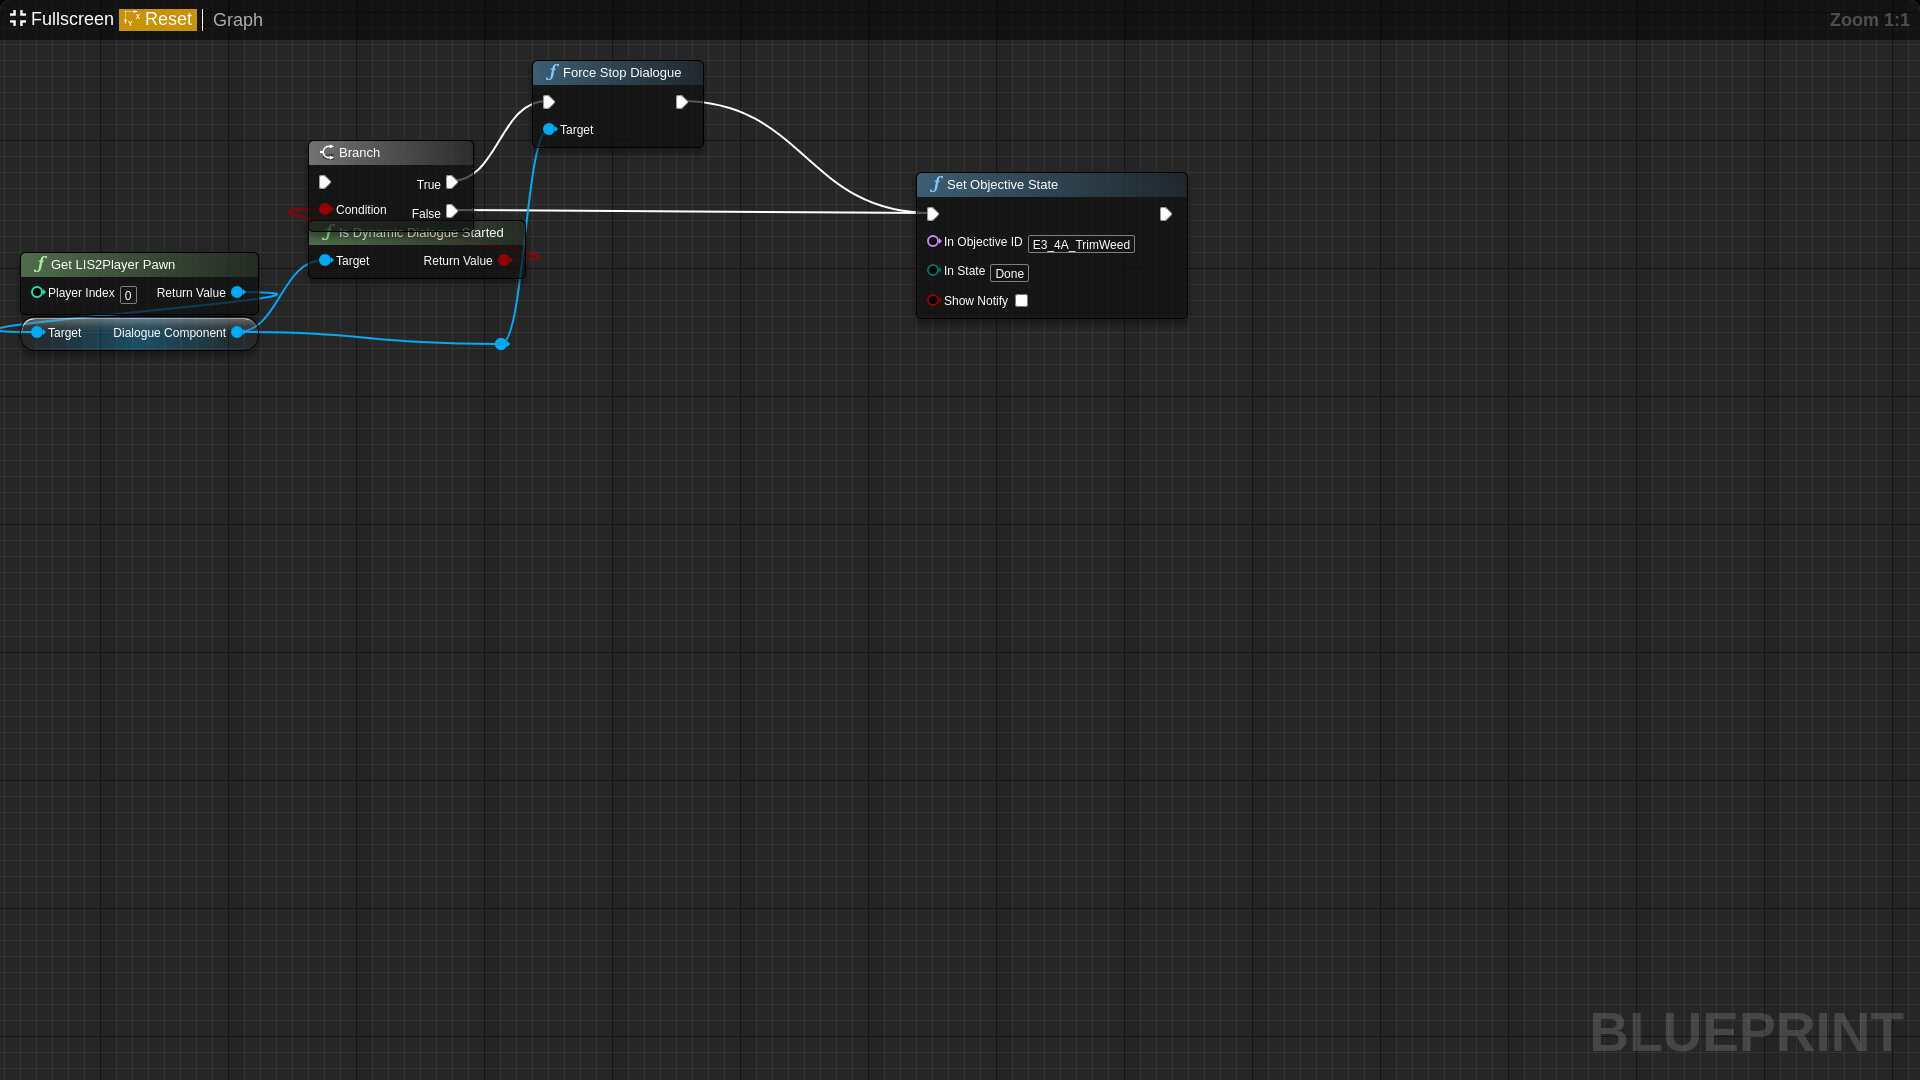 Fullscreen Reset Graph Zoom 1:1
Force Stop Dialogue
Target
Branch
True
Condition False
Is Dynamic Dialogue Started
Target Return Value
Get LIS2Player Pawn
Player Index 0 Return Value
Target Dialogue Component
Set Objective State
In Objective ID E3_4A_TrimWeed
In State Done
Show Notify
BLUEPRINT